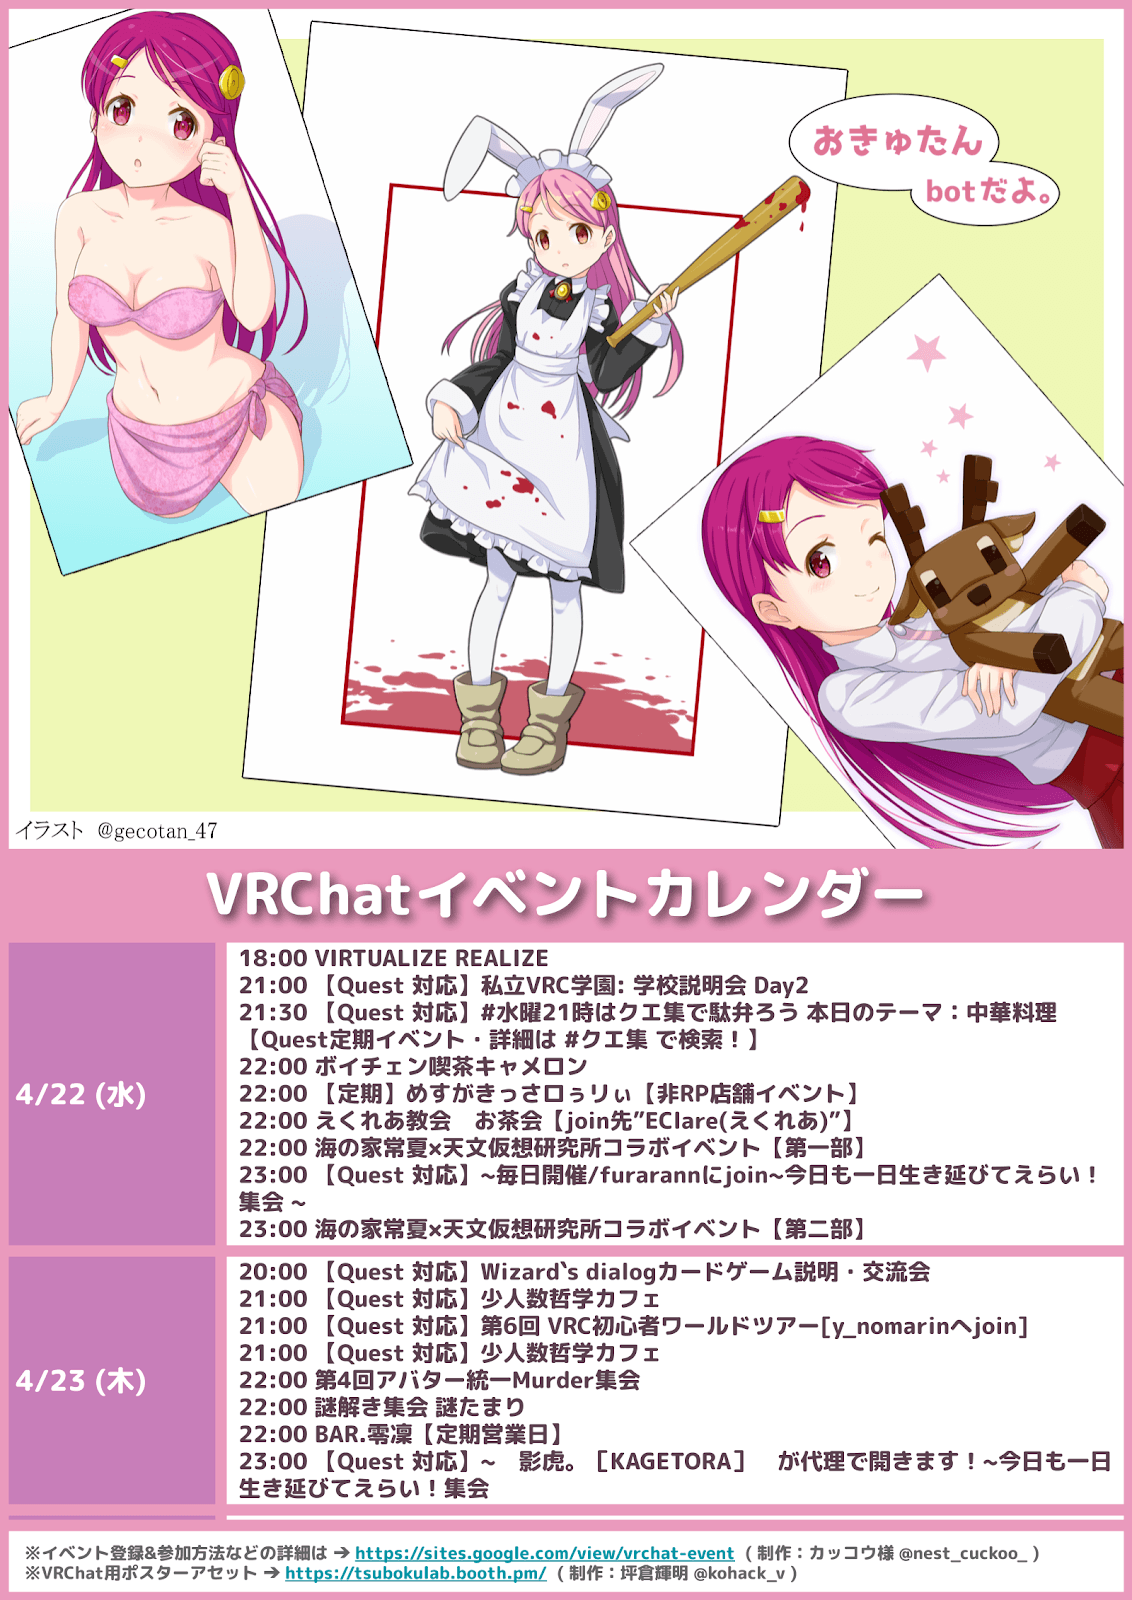 おきゅたん
botだよ。
イラスト @gecotan_47
VRChatイベントカレンダー
4/22 (水)
18:00 VIRTUALIZE REALIZE
21:00 【Quest 対応】私立VRC学園: 学校説明会 Day2
21:30 【Quest 対応】#水曜21時はクエ集で駄弁ろう 本日のテーマ：中華料理
【Quest定期イベント・詳細は #クエ集 で検索！】
22:00 ボイチェン喫茶キャメロン
22:00 【定期】めすがきっさロぅリぃ【非RP店舗イベント】
22:00 えくれあ教会　お茶会【join先”EClare(えくれあ)”】
22:00 海の家常夏×天文仮想研究所コラボイベント【第一部】
23:00 【Quest 対応】~毎日開催/furarannにjoin~今日も一日生き延びてえらい！
集会 ~
23:00 海の家常夏×天文仮想研究所コラボイベント【第二部】
4/23 (木)
20:00 【Quest 対応】Wizard‵s dialogカードゲーム説明・交流会
21:00 【Quest 対応】少人数哲学カフェ
21:00 【Quest 対応】第6回 VRC初心者ワールドツアー[y_nomarinへjoin]
21:00 【Quest 対応】少人数哲学カフェ
22:00 第4回アバター統一Murder集会
22:00 謎解き集会 謎たまり
22:00 BAR.零凜【定期営業日】
23:00 【Quest 対応】~　影虎。［KAGETORA］　が代理で開きます！~今日も一日
生き延びてえらい！集会
※イベント登録&参加方法などの詳細は → https://sites.google.com/view/vrchat-event （制作：カッコウ様 @nest_cuckoo_）
※VRChat用ポスターアセット → https://tsubokulab.booth.pm/ （制作：坪倉輝明 @kohack_v）